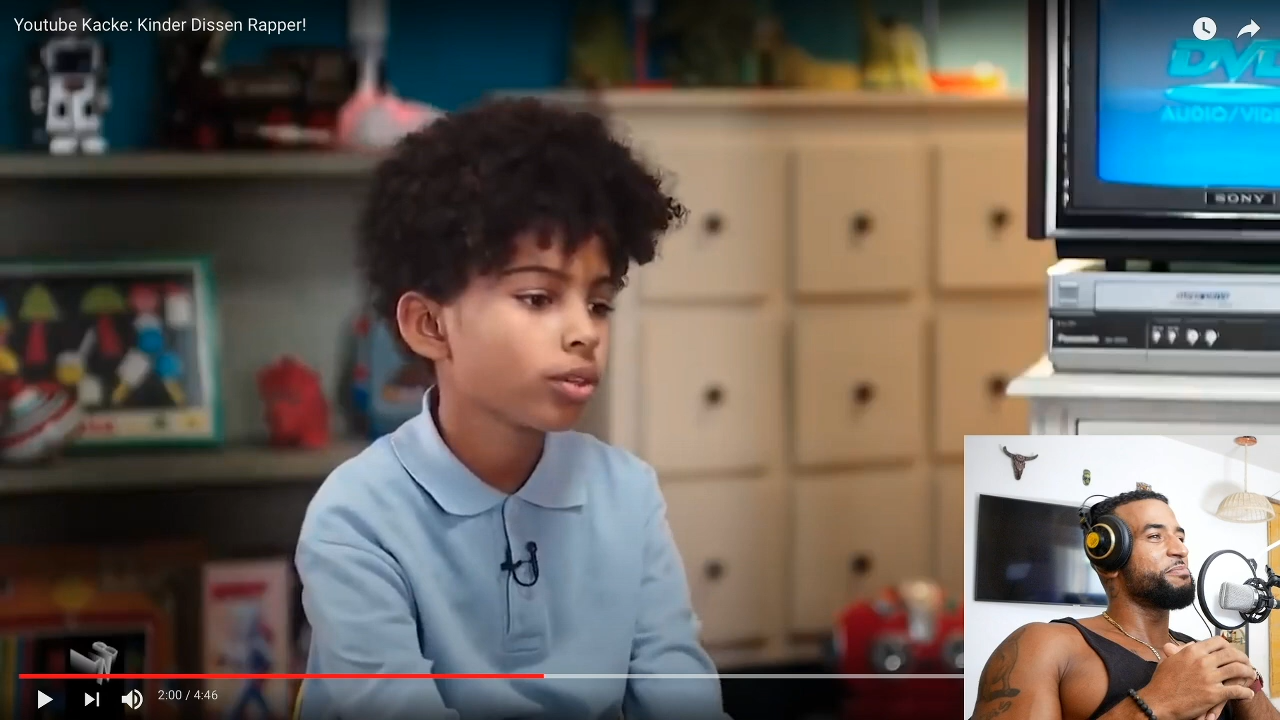 Youtube Kacke: Kinder Dissen Rapper!
DVD
AUDIO/VIDE
SONY
Panasonic
2:00 / 4:46